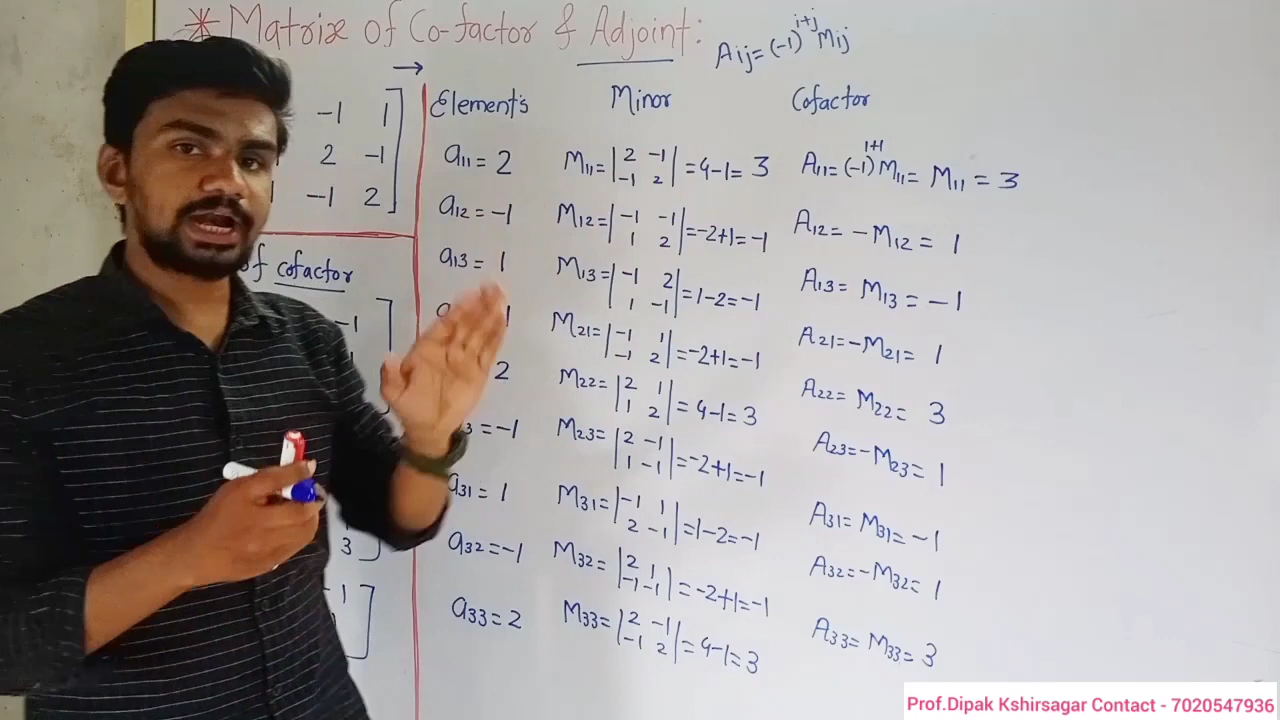 * Matrix of Co-factor & Adjoint: Aij = (-1)^i+j Mij
→
-1 1
2 -1
-1 2
of cofactor
-1
3
-1
Element's Minor Cofactor
a11 = 2 M11 = | 2 -1 | = 4-1 = 3 A11 = (-1)^1+1 M11 = M11 = 3
-1 2
a12 = -1 M12 = | -1 -1 | = -2+1 = -1 A12 = -M12 = 1
1 2
a13 = 1 M13 = | -1 2 | = 1-2 = -1 A13 = M13 = -1
1 -1
1 M21 = | -1 1 | = -2+1 = -1 A21 = -M21 = 1
-1 2
2 M22 = | 2 1 | = 4-1 = 3 A22 = M22 = 3
1 2
3 = -1 M23 = | 2 -1 | = -2+1 = -1 A23 = -M23 = 1
1 -1
a31 = 1 M31 = | -1 1 | = 1-2 = -1 A31 = M31 = -1
2 -1
a32 = -1 M32 = | 2 1 | = -2+1 = -1 A32 = -M32 = 1
-1 -1
a33 = 2 M33 = | 2 -1 | = 4-1 = 3 A33 = M33 = 3
-1 2
Prof.Dipak Kshirsagar Contact - 7020547936